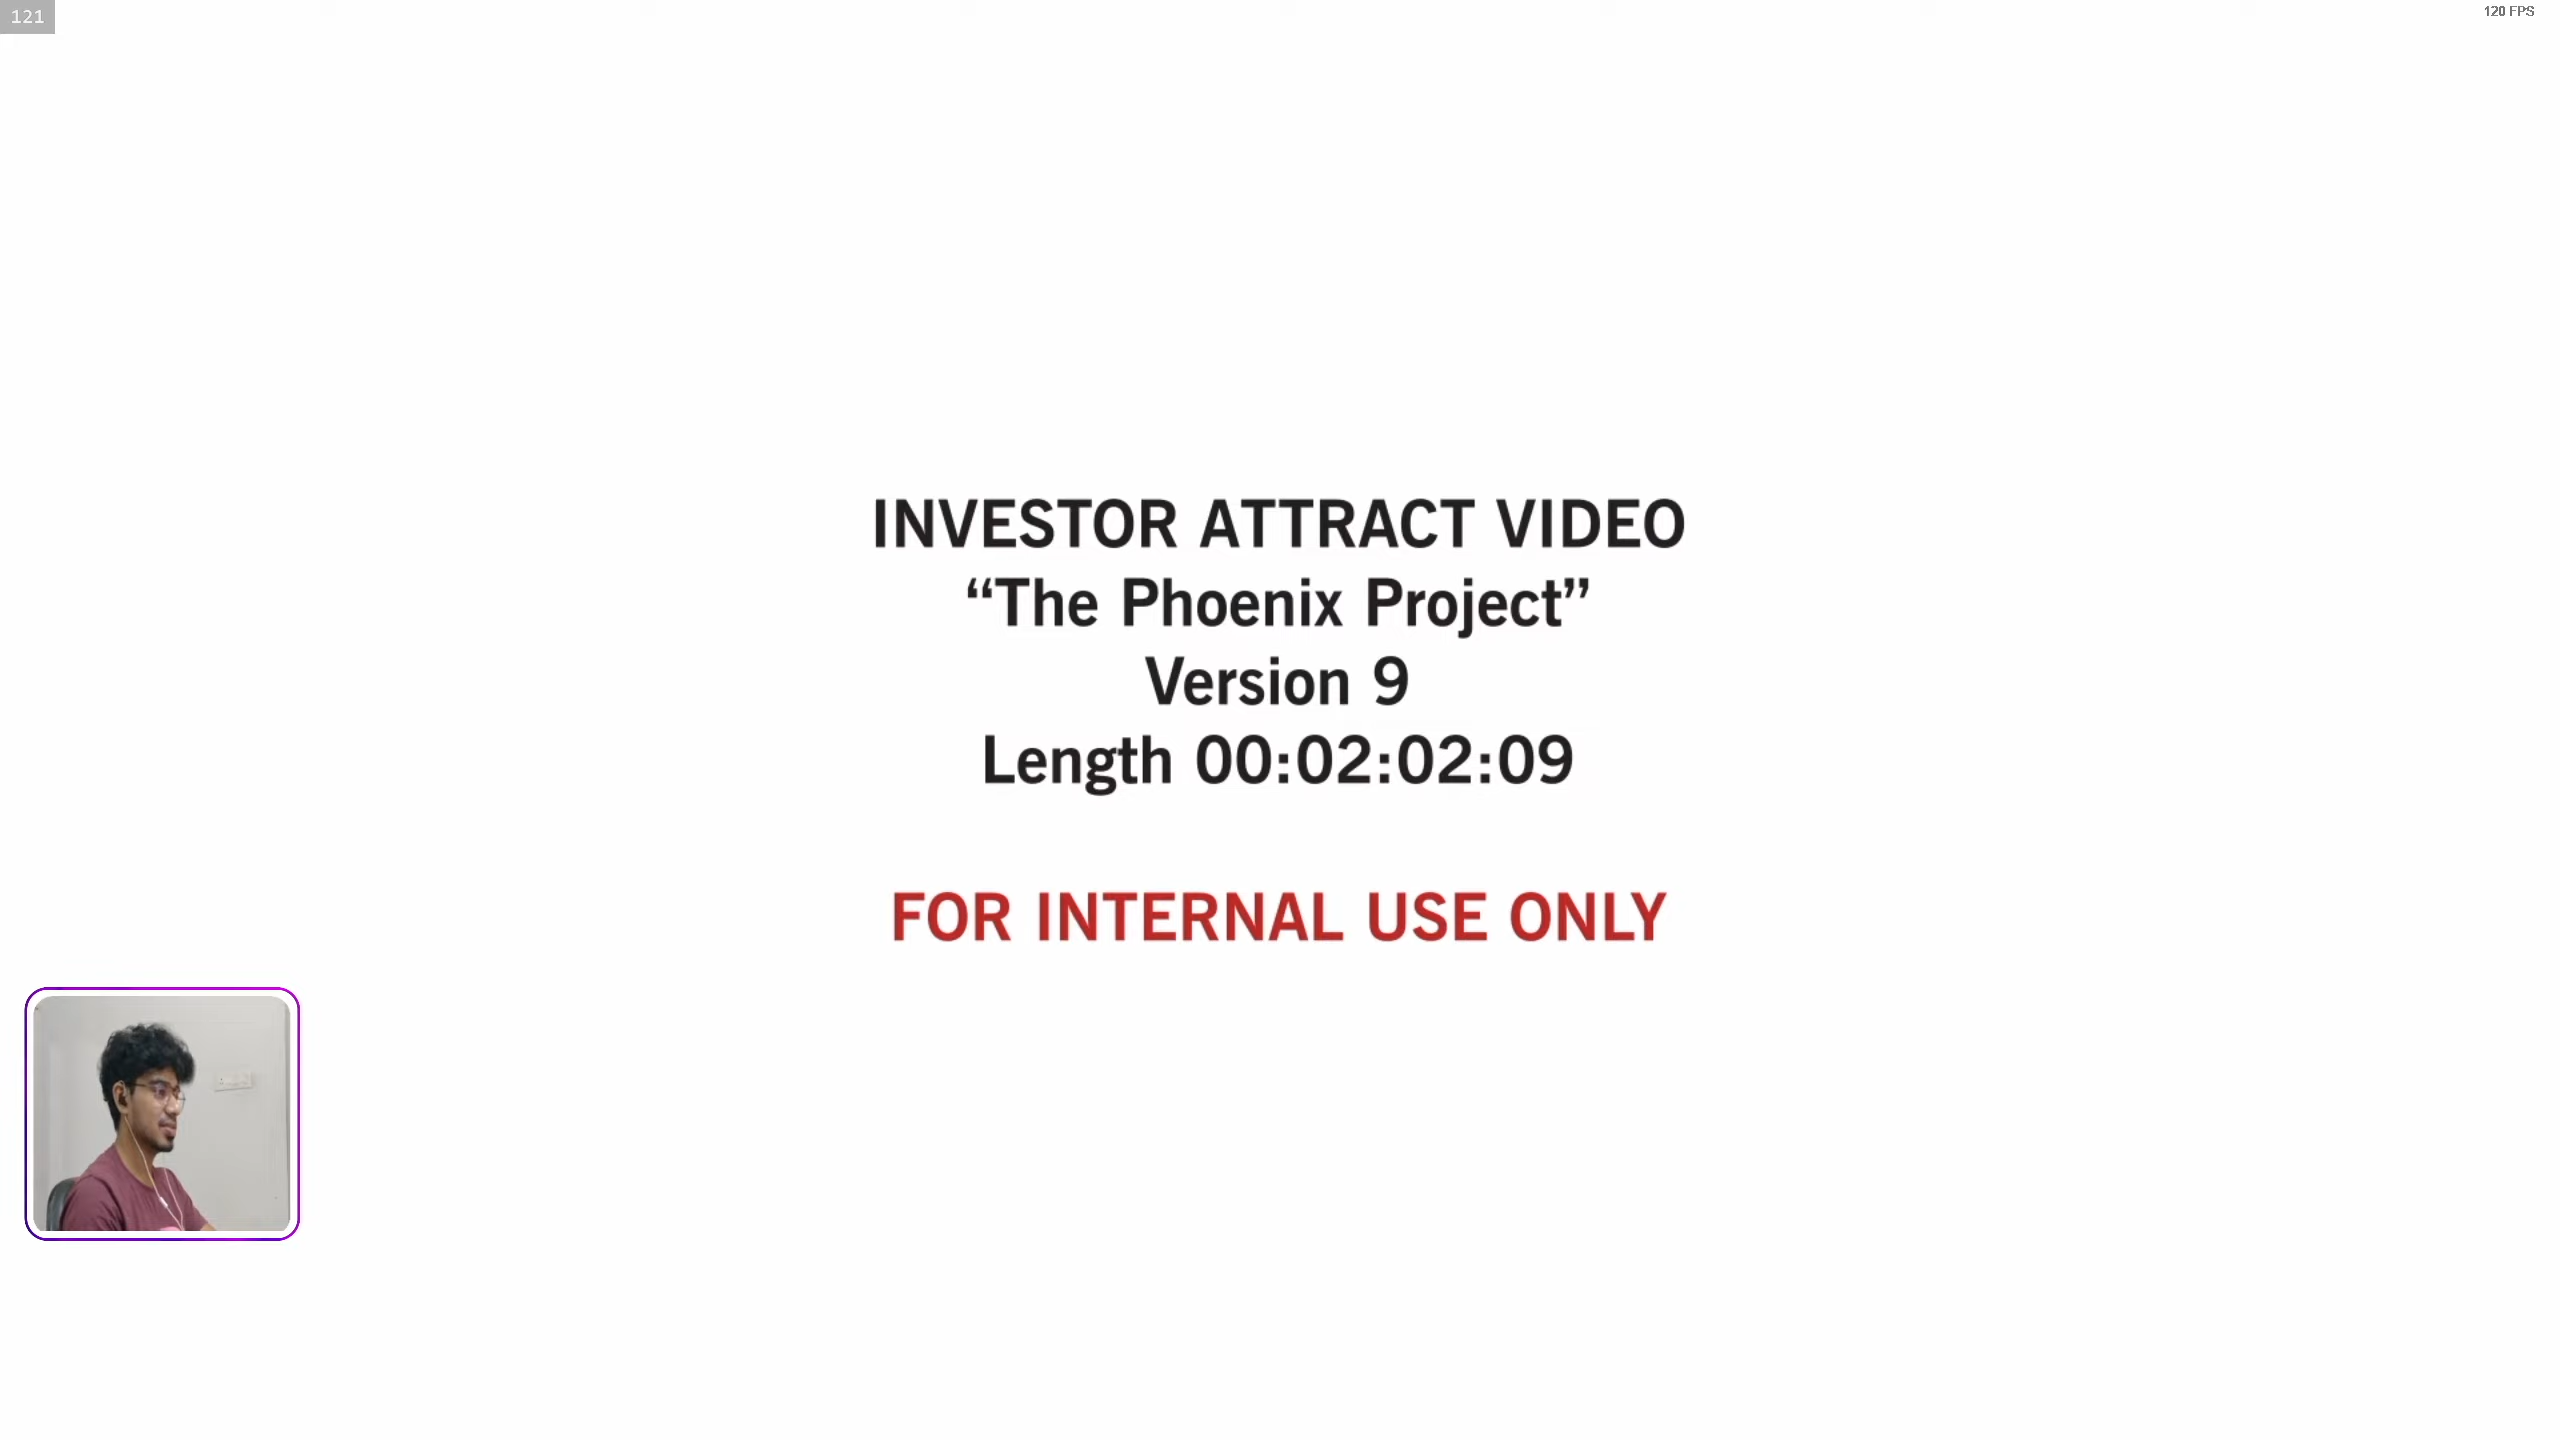 121
120 FPS
INVESTOR ATTRACT VIDEO
“The Phoenix Project”
Version 9
Length 00:02:02:09
FOR INTERNAL USE ONLY